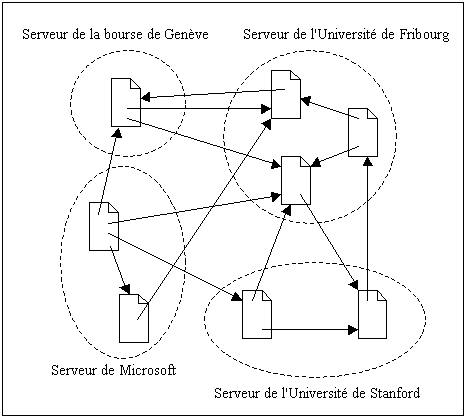 Serveur de la bourse de Genève
Serveur de l'Université de Fribourg
Serveur de Microsoft
Serveur de l'Université de Stanford